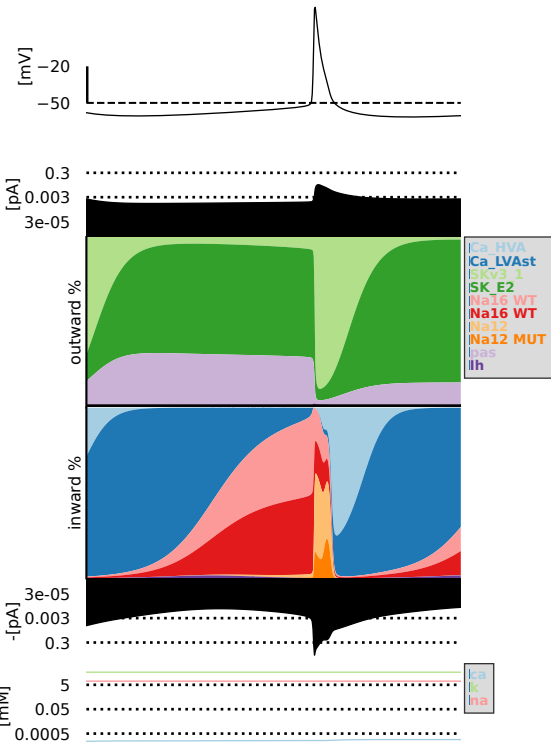 [mV]
−20
−50
[pA]
0.3
0.003
3e-05
outward %
Ca_HVA
Ca_LVAst
SKv3_1
SK_E2
Na16 WT
Na16 WT
Na12
Na12 MUT
pas
Ih
inward %
-[pA]
3e-05
0.003
0.3
[mM]
5
0.05
0.0005
ca
k
na